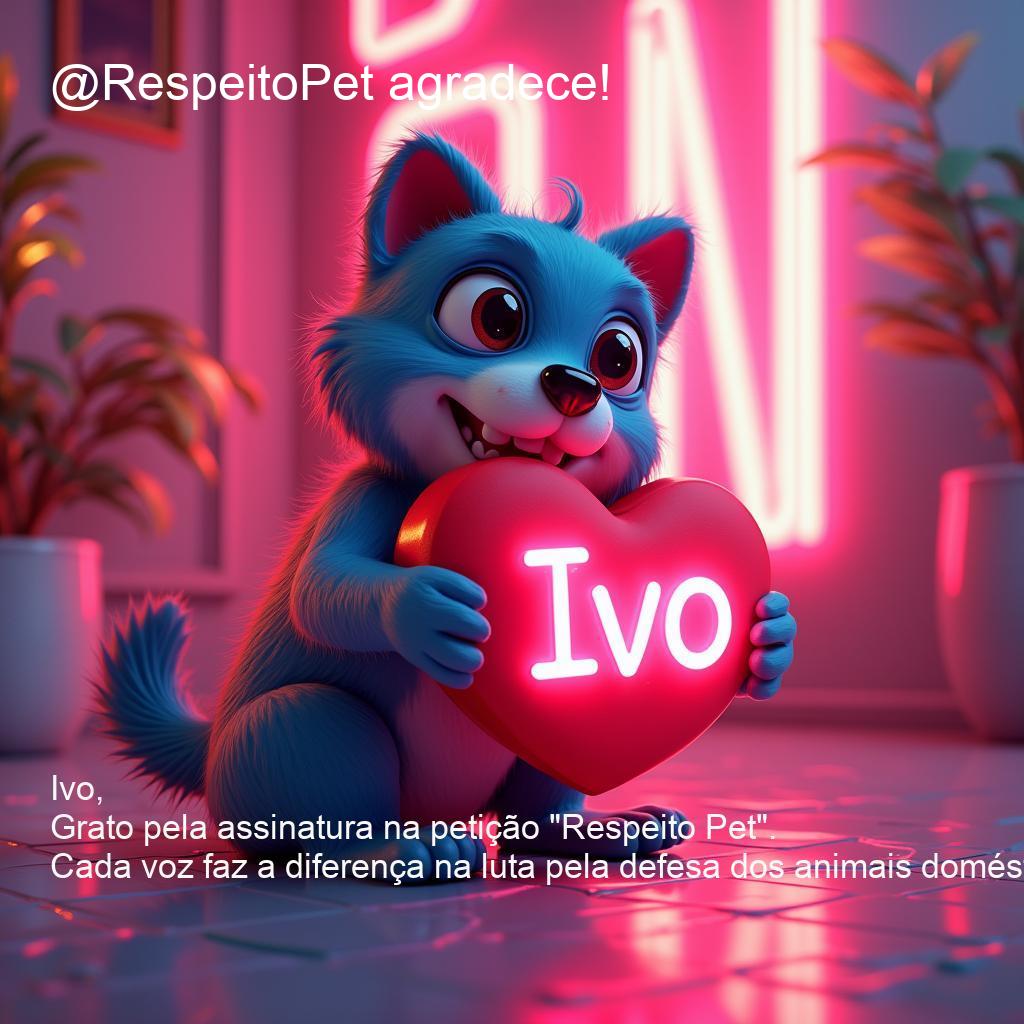 @RespeitoPet agradece!
Ivo
Ivo,
Grato pela assinatura na petição "Respeito Pet".
Cada voz faz a diferença na luta pela defesa dos animais domés